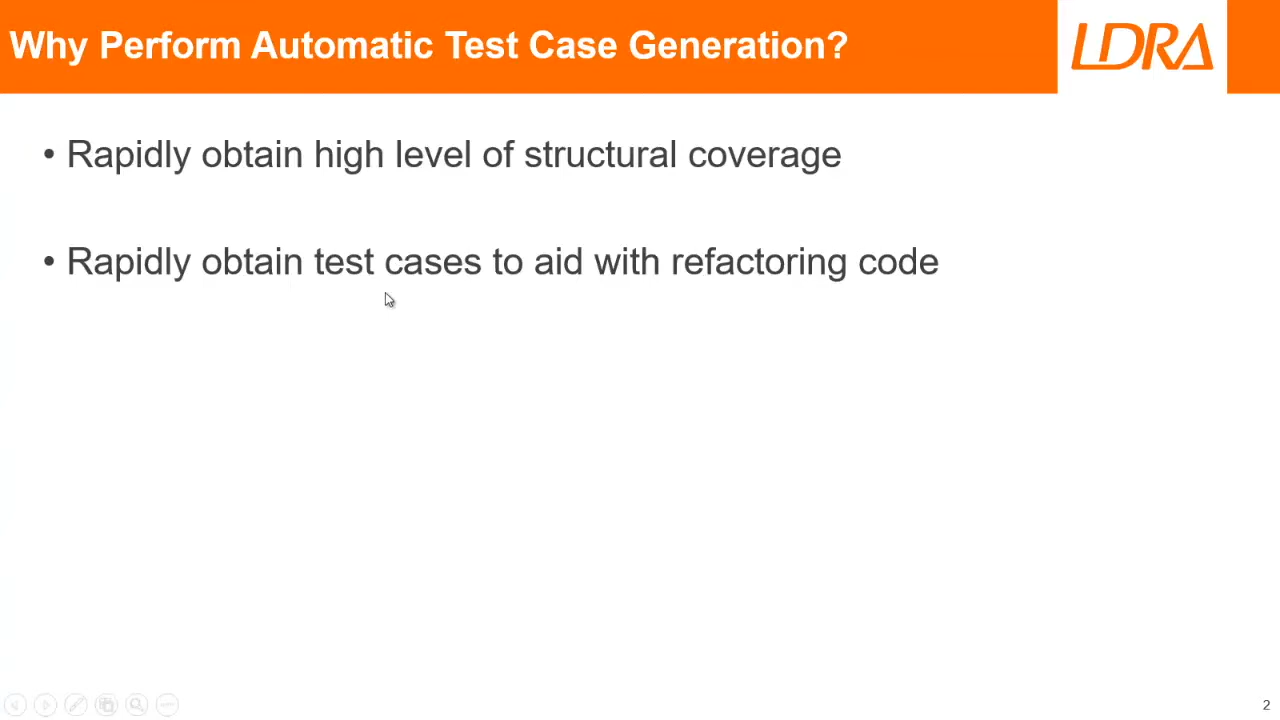 Why Perform Automatic Test Case Generation?
LDRA
• Rapidly obtain high level of structural coverage
• Rapidly obtain test cases to aid with refactoring code
2